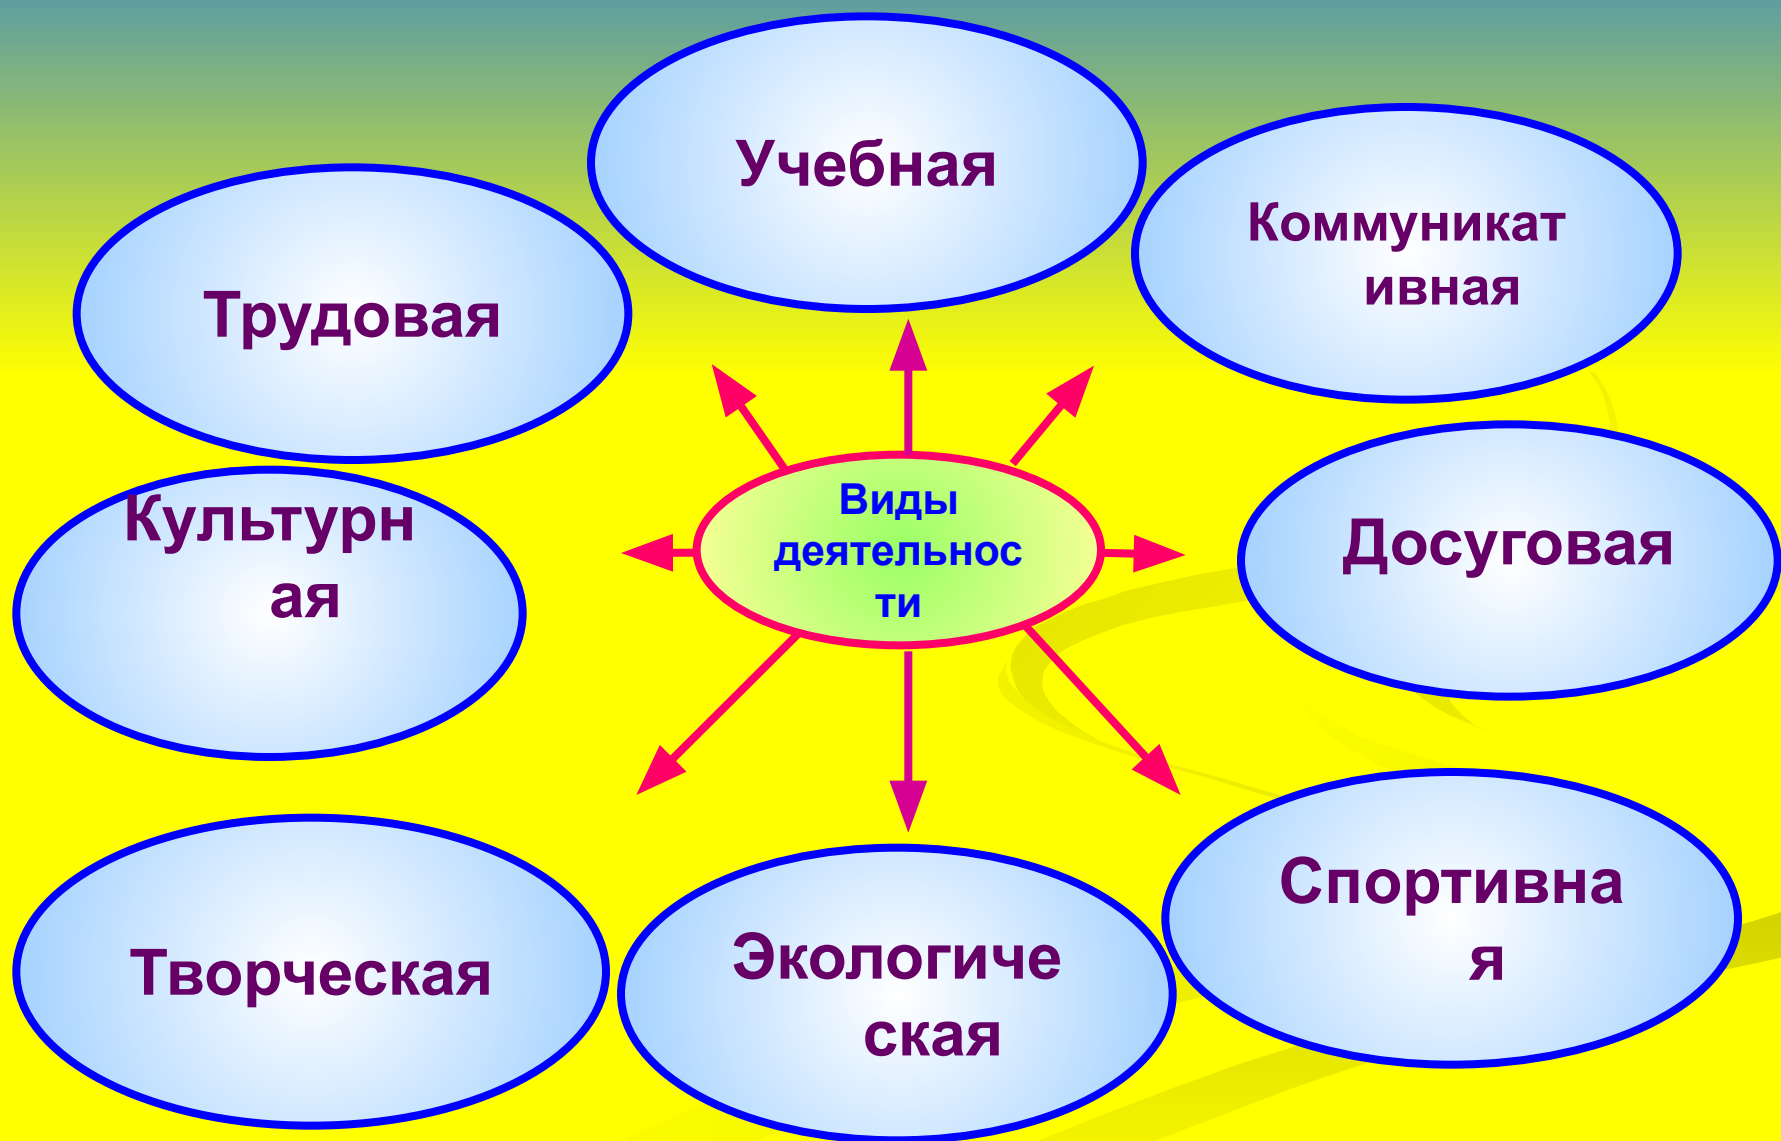 Учебная
Коммуникат
ивная
Трудовая
Виды
деятельнос
ти
Культурн
ая
Досуговая
Спортивна
я
Творческая
Экологиче
ская